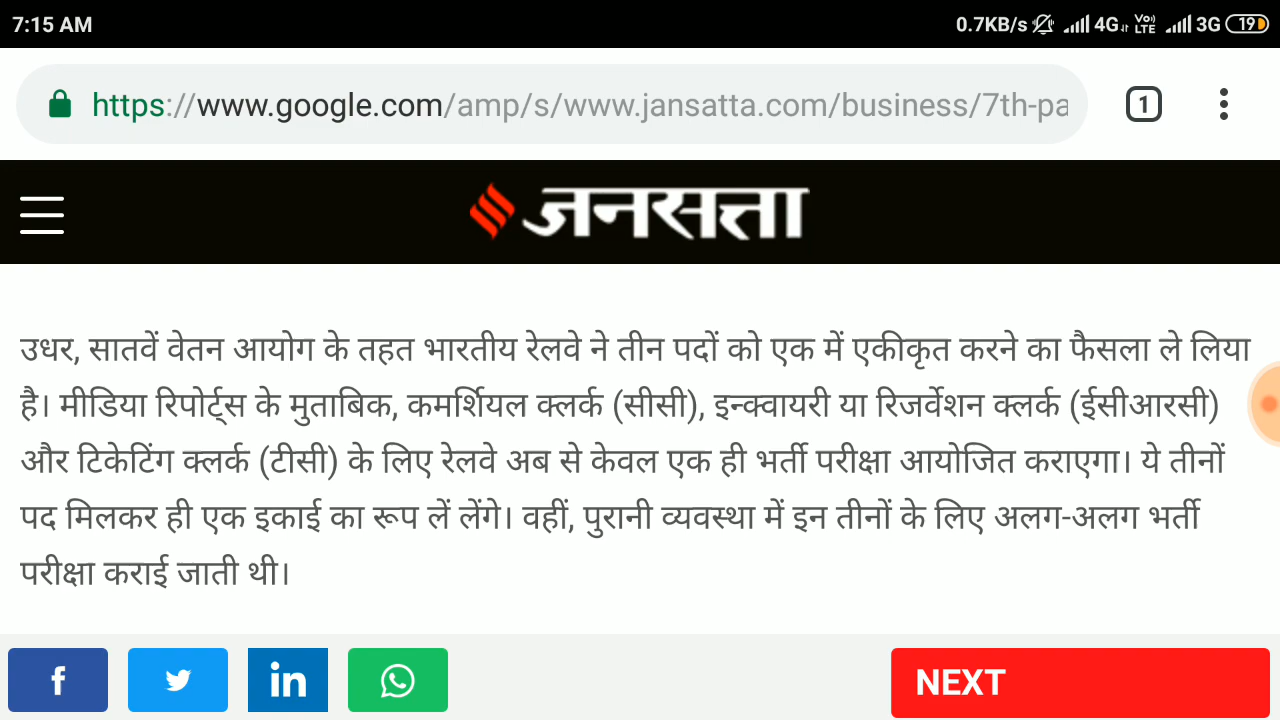 7:15 AM
0.7KB/s 4G VoLTE 3G 19
https://www.google.com/amp/s/www.jansatta.com/business/7th-pa
1
जनसत्ता
उधर, सातवें वेतन आयोग के तहत भारतीय रेलवे ने तीन पदों को एक में एकीकृत करने का फैसला ले लिया
है। मीडिया रिपोर्ट्स के मुताबिक, कमर्शियल क्लर्क (सीसी), इन्क्वायरी या रिजर्वेशन क्लर्क (ईसीआरसी)
और टिकेटिंग क्लर्क (टीसी) के लिए रेलवे अब से केवल एक ही भर्ती परीक्षा आयोजित कराएगा। ये तीनों
पद मिलकर ही एक इकाई का रूप लें लेंगे। वहीं, पुरानी व्यवस्था में इन तीनों के लिए अलग-अलग भर्ती
परीक्षा कराई जाती थी।
f
in
NEXT